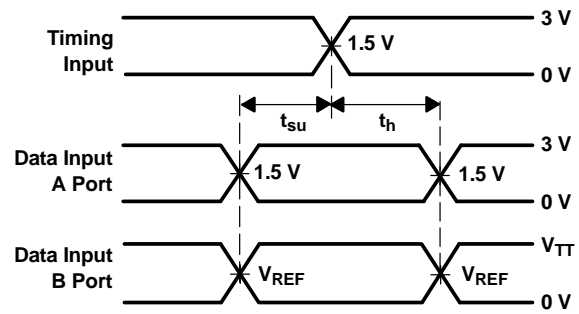 3 V
Timing
Input
1.5 V
0 V
tsu
th
3 V
Data Input
A Port
1.5 V
1.5 V
0 V
VTT
Data Input
B Port
VREF
VREF
0 V